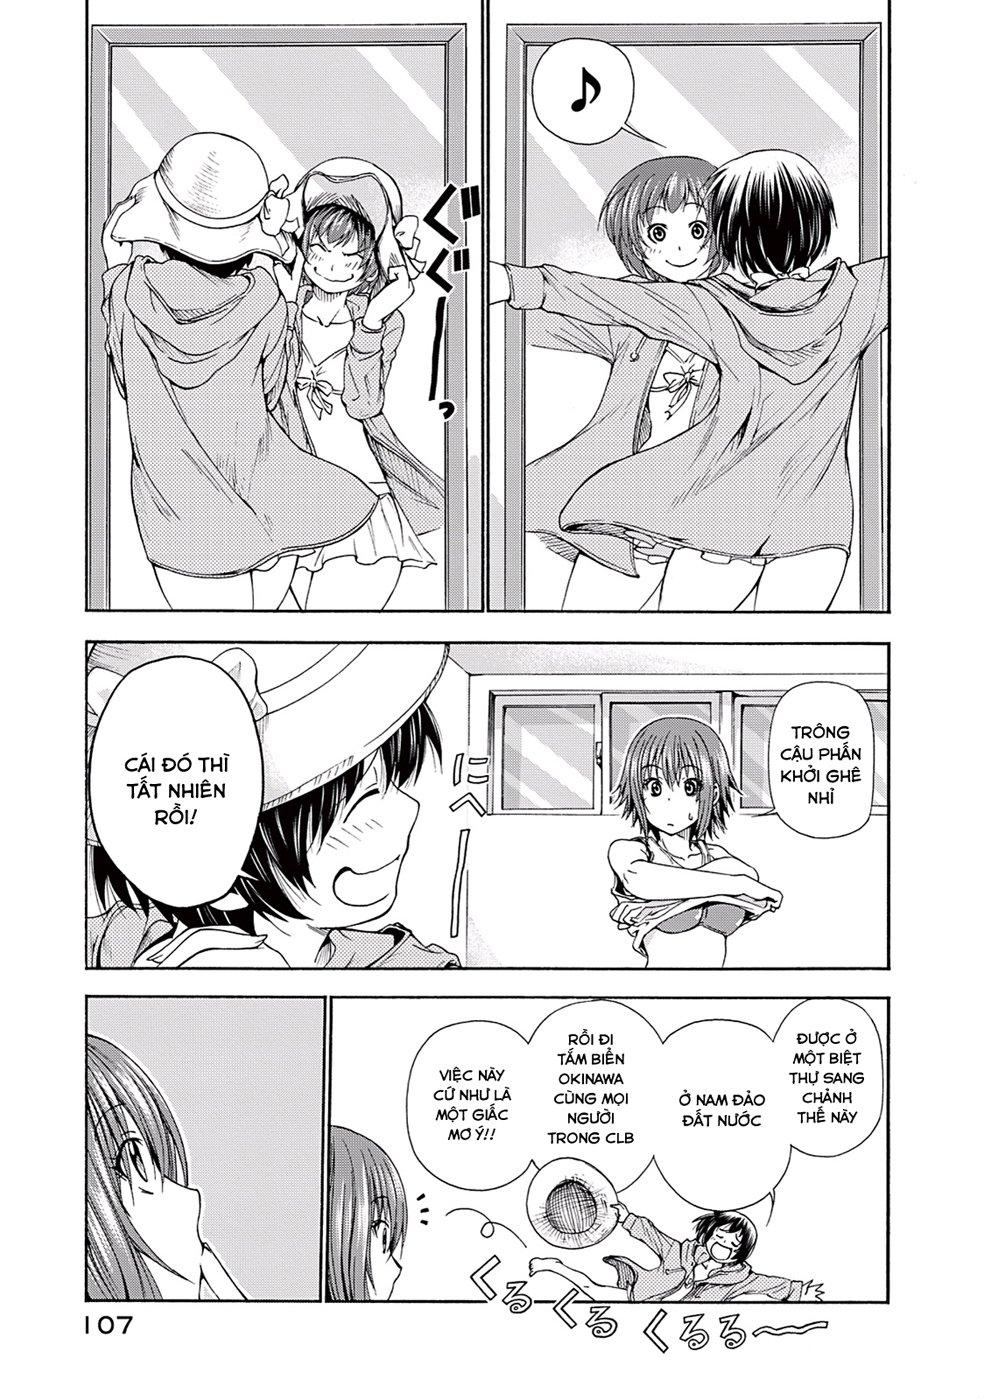 ♪
ぐぐーっ
TRÔNG
CẬU PHẤN
KHỞI GHÊ
NHỈ
CÁI ĐÓ THÌ
TẤT NHIÊN
RỒI!
にへっ
ĐƯỢC Ở
MỘT BIỆT
THỰ SANG
CHẢNH
THẾ NÀY
Ở NAM ĐẢO
ĐẤT NƯỚC
RỒI ĐI
TẮM BIỂN
OKINAWA
CÙNG MỌI
NGƯỜI
TRONG CLB
VIỆC NÀY
CỨ NHƯ LÀ
MỘT GIẤC
MƠ Ý!!
くる くる くるる〜
107